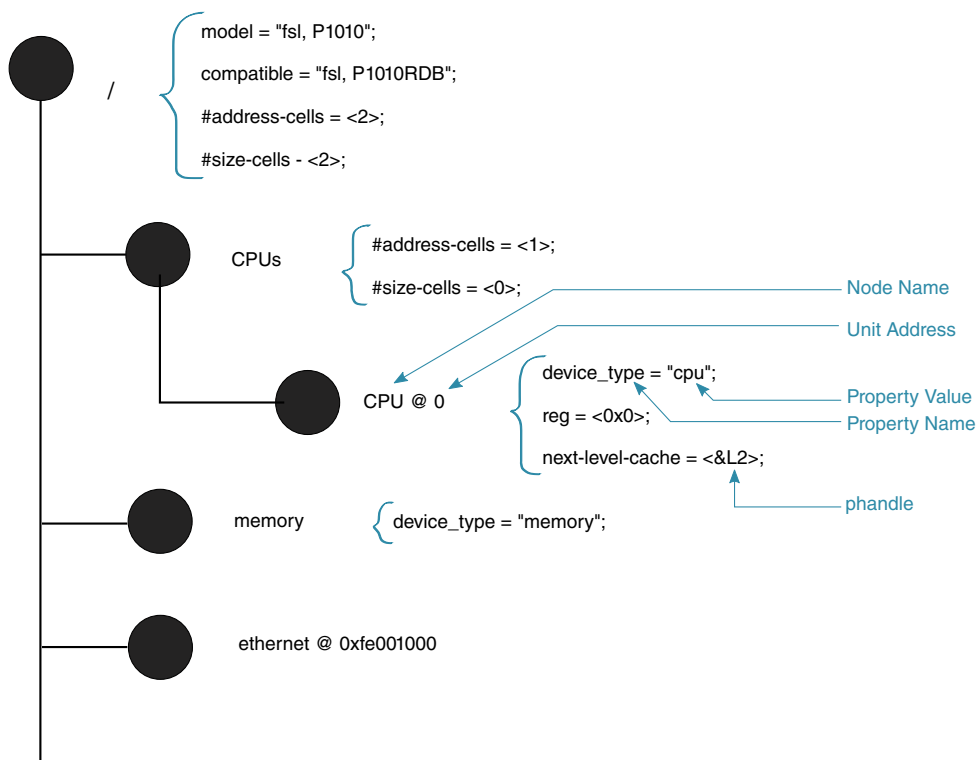 /
model = "fsl, P1010";
compatible = "fsl, P1010RDB";
#address-cells = <2>;
#size-cells - <2>;
CPUs
#address-cells = <1>;
#size-cells = <0>;
Node Name
Unit Address
CPU @ 0
device_type = "cpu";
reg = <0x0>;
next-level-cache = <&L2>;
Property Value
Property Name
phandle
memory
device_type = "memory";
ethernet @ 0xfe001000